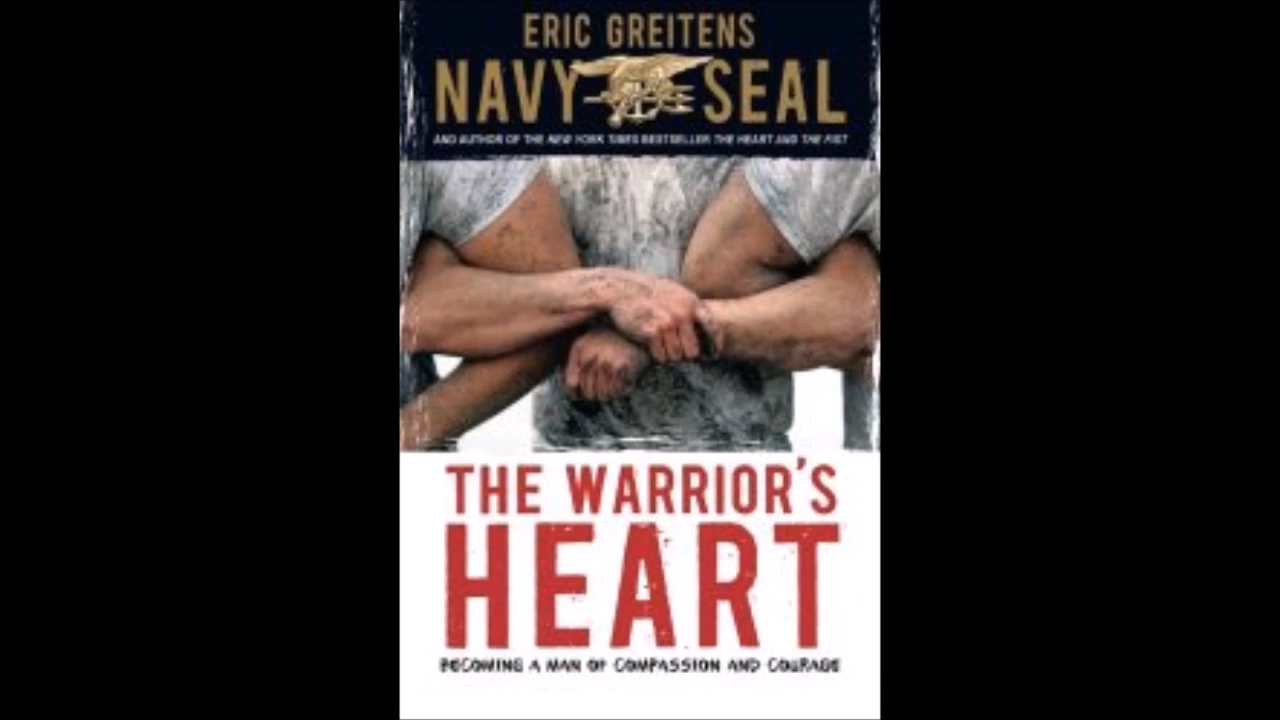 ERIC GREITENS
NAVY SEAL
AND AUTHOR OF THE NEW YORK TIMES BESTSELLER THE HEART AND THE FIST
THE WARRIOR'S
HEART
BECOMING A MAN OF COMPASSION AND COURAGE